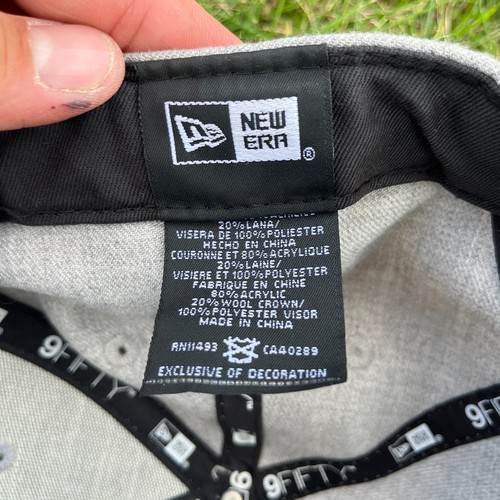 NEW
ERA
®
20% LANA/
VISERA DE 100% POLIESTER
HECHO EN CHINA
COURONNE ET 80% ACRYLIQUE
20% LAINE/
VISIERE ET 100% POLYESTER
FABRIQUE EN CHINE
80% ACRYLIC
20% WOOL CROWN/
100% POLYESTER VISOR
MADE IN CHINA
RN11493 CA40289
EXCLUSIVE OF DECORATION
9FIFTY
9FIFTY
9FIFTY